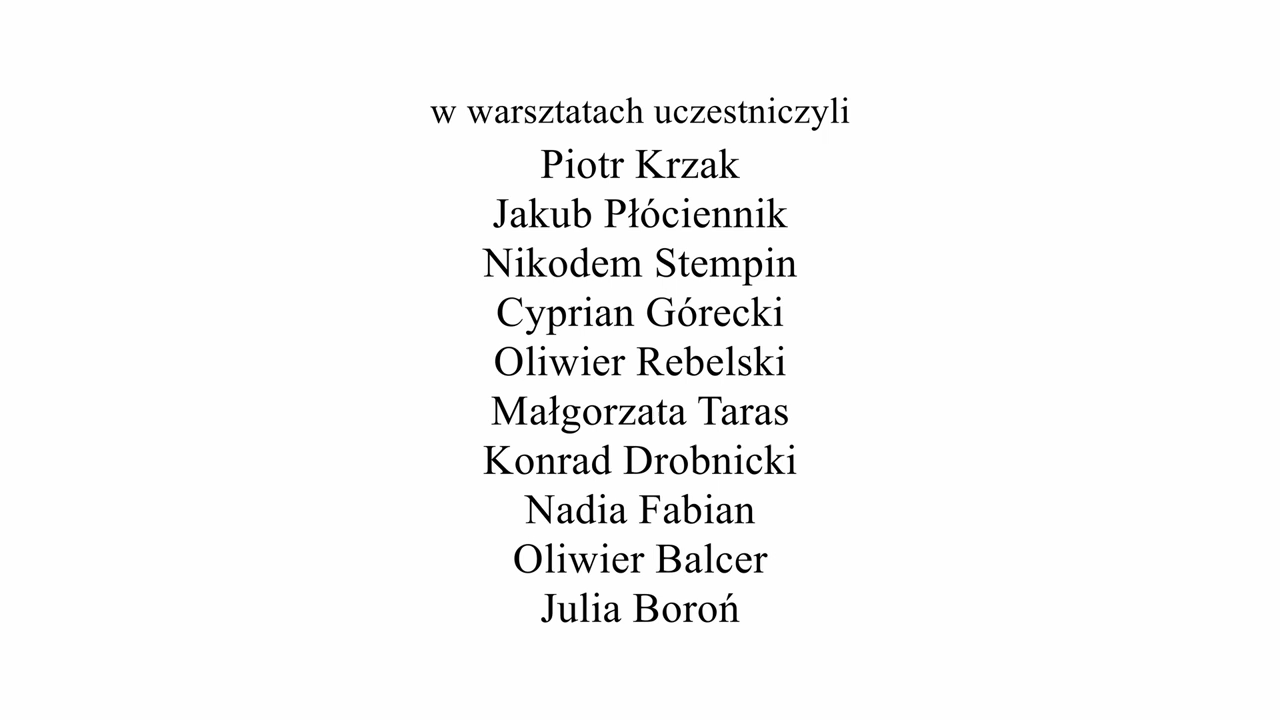 w warsztatach uczestniczyli
Piotr Krzak
Jakub Płóciennik
Nikodem Stempin
Cyprian Górecki
Oliwier Rebelski
Małgorzata Taras
Konrad Drobnicki
Nadia Fabian
Oliwier Balcer
Julia Boroń